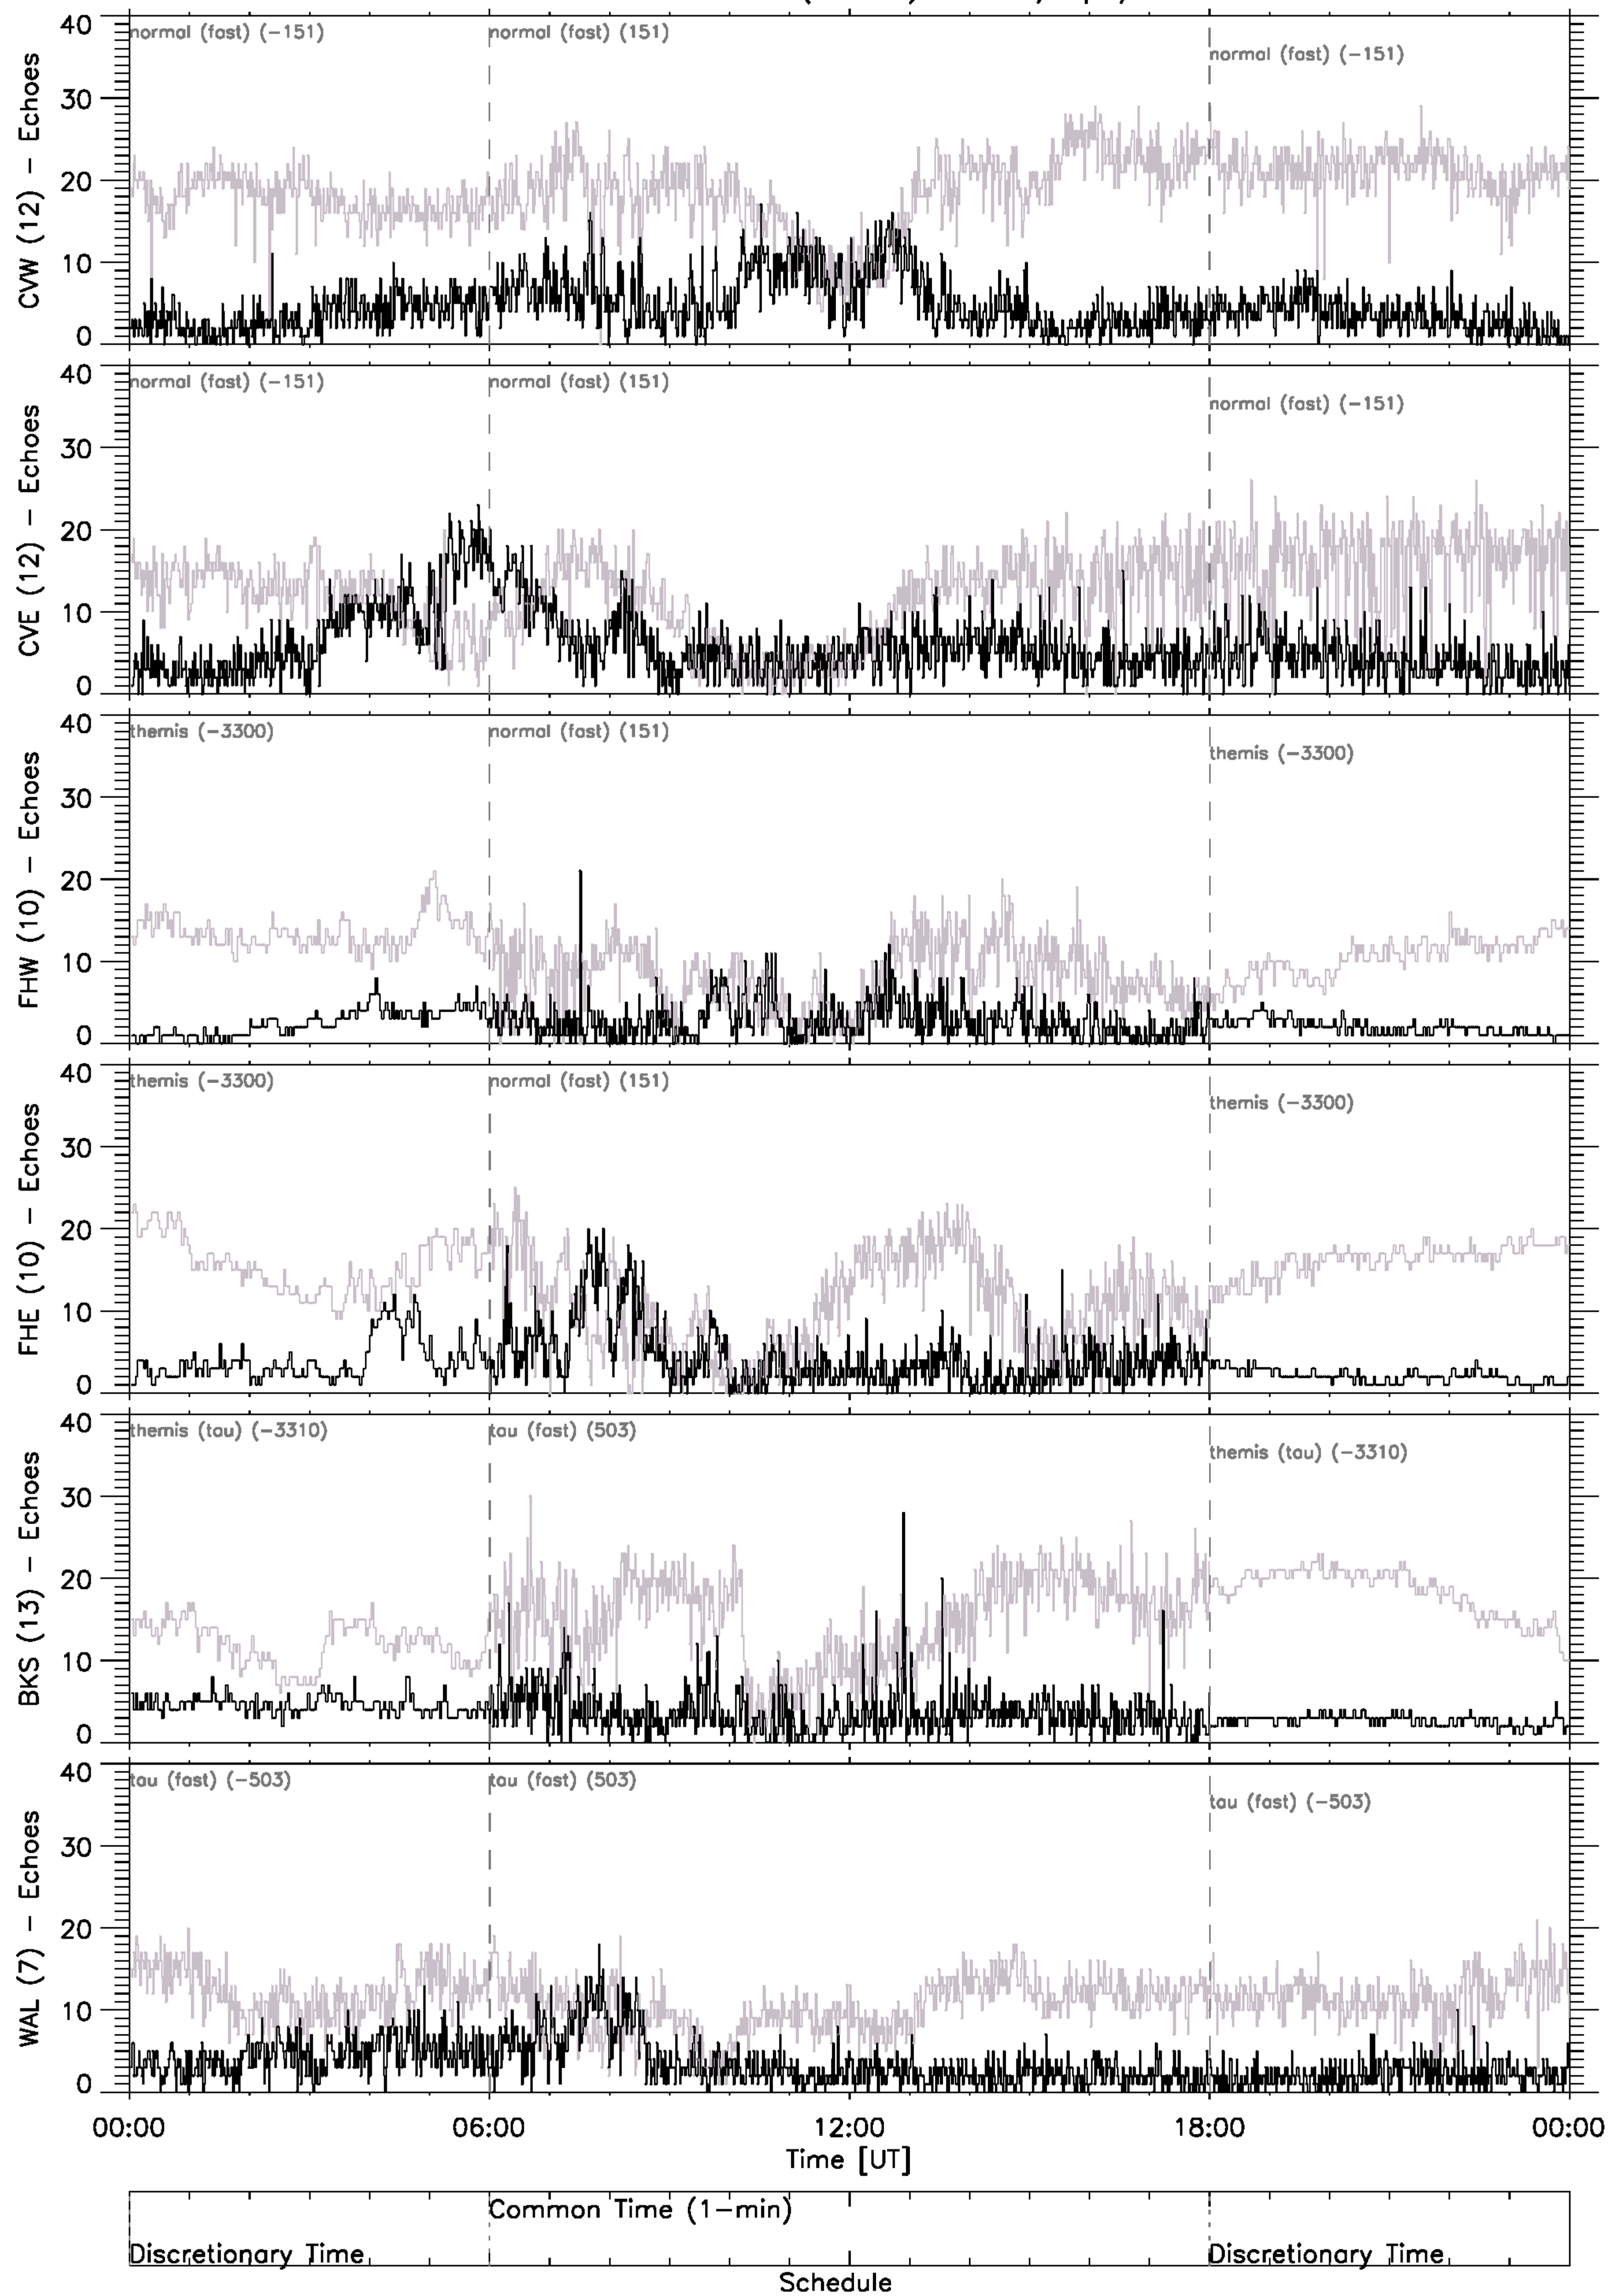 40
30
20
10
0
CVW (12) - Echoes
normal (fast) (-151)
normal (fast) (151)
normal (fast) (-151)
40
30
20
10
0
CVE (12) - Echoes
normal (fast) (-151)
normal (fast) (151)
normal (fast) (-151)
40
30
20
10
0
FHW (10) - Echoes
themis (-3300)
normal (fast) (151)
themis (-3300)
40
30
20
10
0
FHE (10) - Echoes
themis (-3300)
normal (fast) (151)
themis (-3300)
40
30
20
10
0
BKS (13) - Echoes
themis (tau) (-3310)
tau (fast) (503)
themis (tau) (-3310)
40
30
20
10
0
WAL (7) - Echoes
tau (fast) (-503)
tau (fast) (503)
tau (fast) (-503)
00:00 06:00 12:00 18:00 00:00
Time [UT]
Common Time (1-min)
Discretionary Time Discretionary Time
Schedule